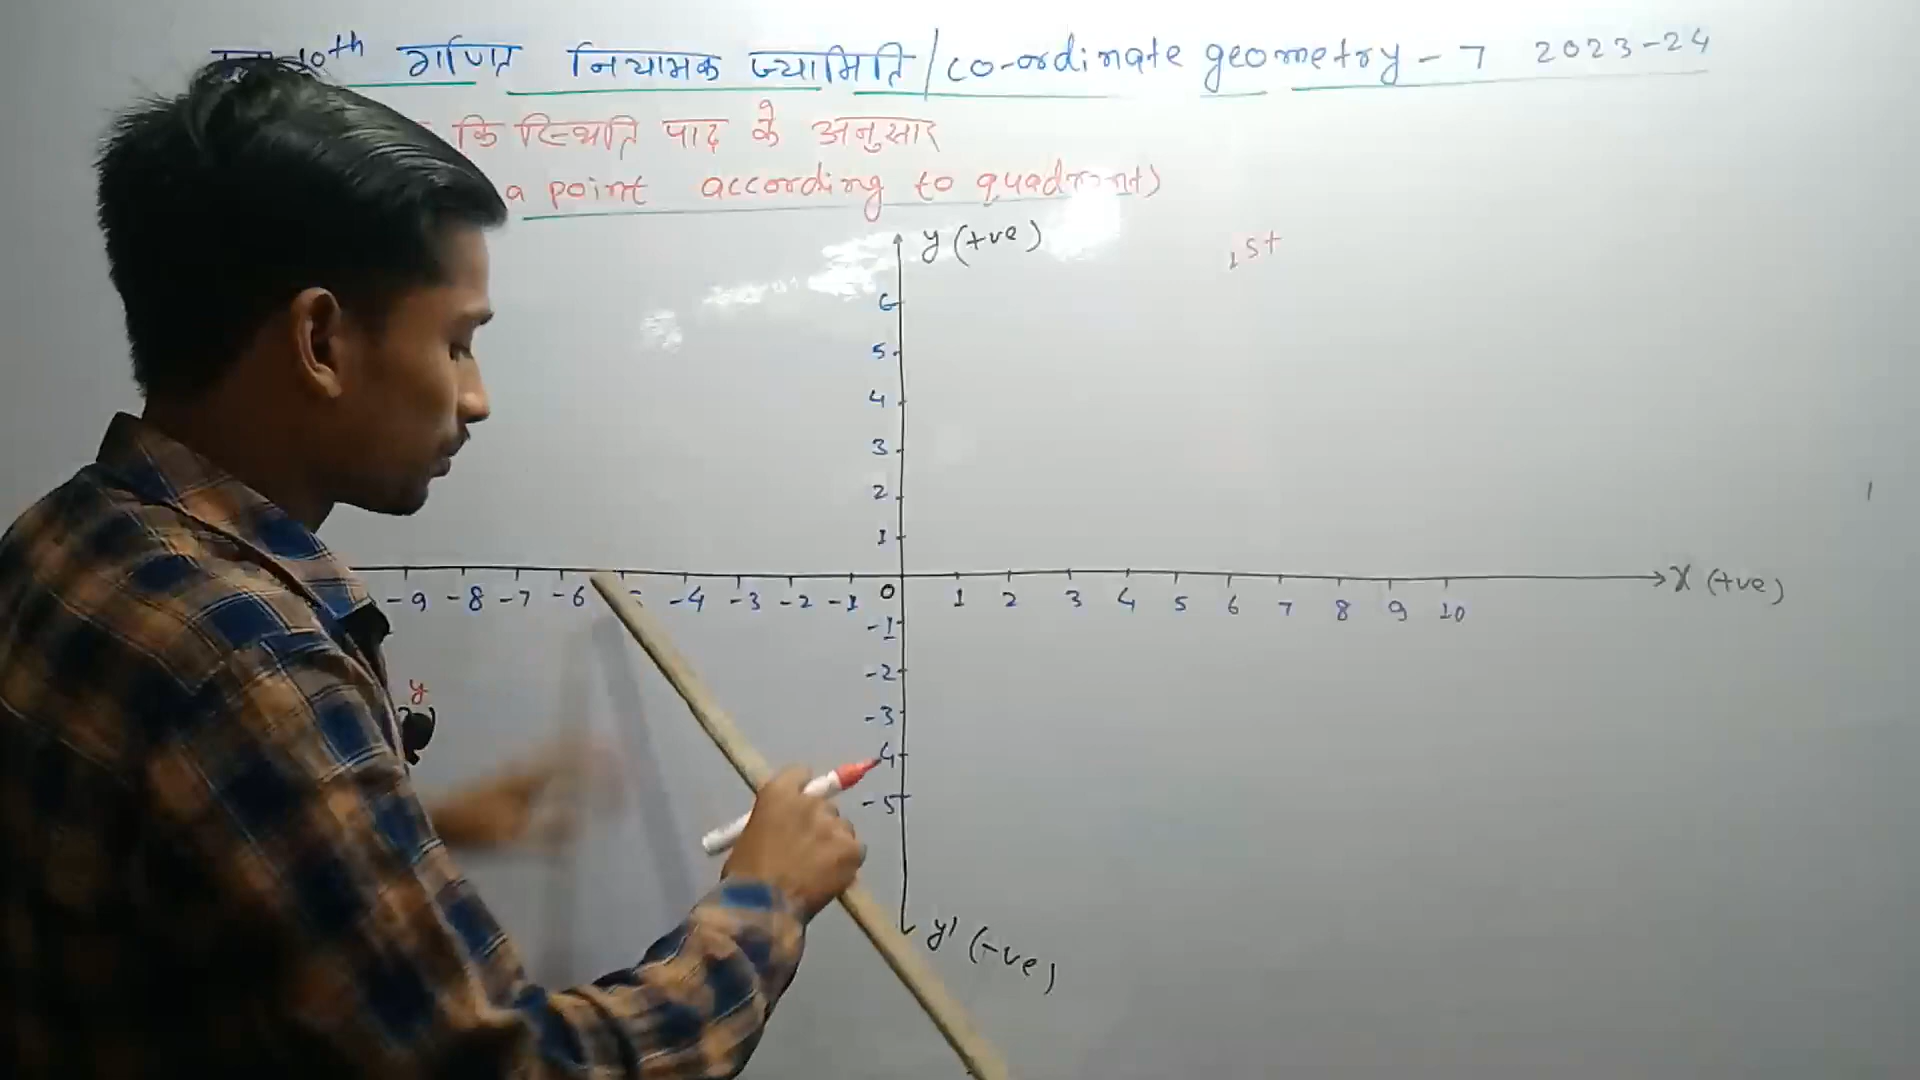 10th गणित नियामक ज्यामिति / co-ordinate geometry - 7 2023-24
कि स्थिति पाद के अनुसार
a point according to quadrant)
y (+ve)
1st
6
5
4
3
2
1
-9 -8 -7 -6 -4 -3 -2 -1 0 1 2 3 4 5 6 7 8 9 10 X (+ve)
-1
-2
y
-3
-4
-5
y' (-ve)